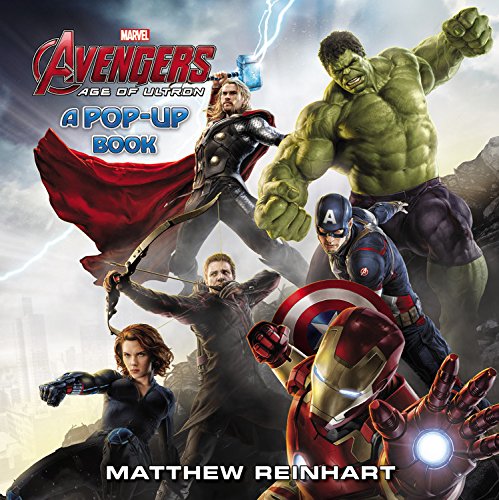 MARVEL
AVENGERS
AGE OF ULTRON
A POP-UP
BOOK
A
MATTHEW REINHART